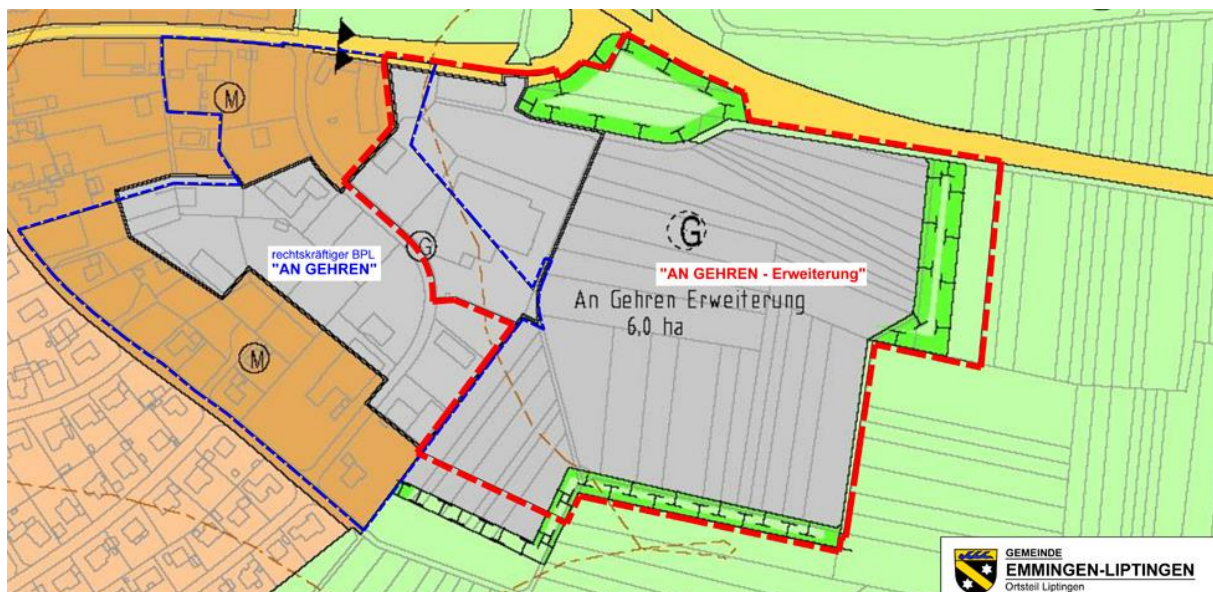 M
rechtskräftiger BPL
"AN GEHREN"
G
G
"AN GEHREN - Erweiterung"
An Gehren Erweiterung
6,0 ha
M
GEMEINDE
EMMINGEN-LIPTINGEN
Ortsteil Liptingen